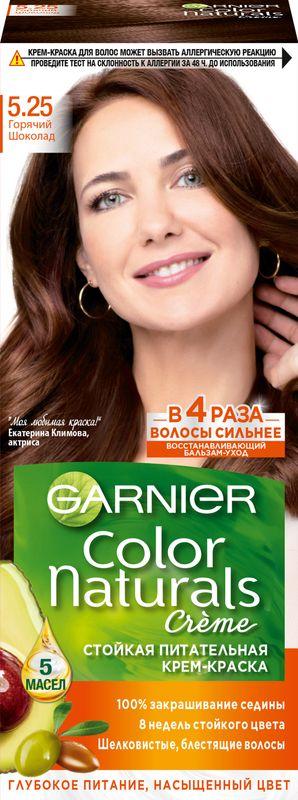 Color
Naturals
КРЕМ-КРАСКА ДЛЯ ВОЛОС МОЖЕТ ВЫЗВАТЬ АЛЛЕРГИЧЕСКУЮ РЕАКЦИЮ
ПРОВЕДИТЕ ТЕСТ НА СКЛОННОСТЬ К АЛЛЕРГИИ ЗА 48 Ч. ДО ИСПОЛЬЗОВАНИЯ
5.25
Горячий
Шоколад
"Моя любимая краска!"
Екатерина Климова,
актриса
В 4 РАЗА
ВОЛОСЫ СИЛЬНЕЕ
ВОССТАНАВЛИВАЮЩИЙ
БАЛЬЗАМ-УХОД
GARNIER
Color
Naturals
Crème
СТОЙКАЯ ПИТАТЕЛЬНАЯ
КРЕМ-КРАСКА
5
МАСЕЛ
100% закрашивание седины
8 недель стойкого цвета
Шелковистые, блестящие волосы
ГЛУБОКОЕ ПИТАНИЕ, НАСЫЩЕННЫЙ ЦВЕТ